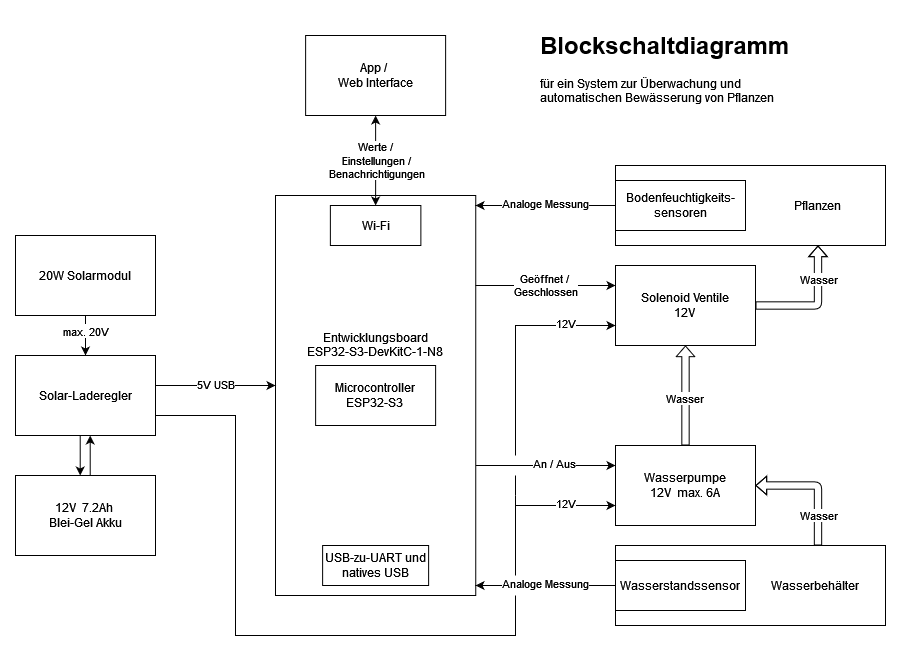 Blockschaltdiagramm
für ein System zur Überwachung und
automatischen Bewässerung von Pflanzen
App /
Web Interface
Werte /
Einstellungen /
Benachrichtigungen
Wi-Fi
Analoge Messung
Bodenfeuchtigkeits-
sensoren
Pflanzen
20W Solarmodul
max. 20V
Solar-Laderegler
5V USB
12V 7.2Ah
Blei-Gel Akku
Entwicklungsboard
ESP32-S3-DevKitC-1-N8
Microcontroller
ESP32-S3
USB-zu-UART und
natives USB
Geöffnet /
Geschlossen
12V
Solenoid Ventile
12V
Wasser
Wasser
An / Aus
12V
Wasserpumpe
12V max. 6A
Wasser
Analoge Messung
Wasserstandssensor
Wasserbehälter